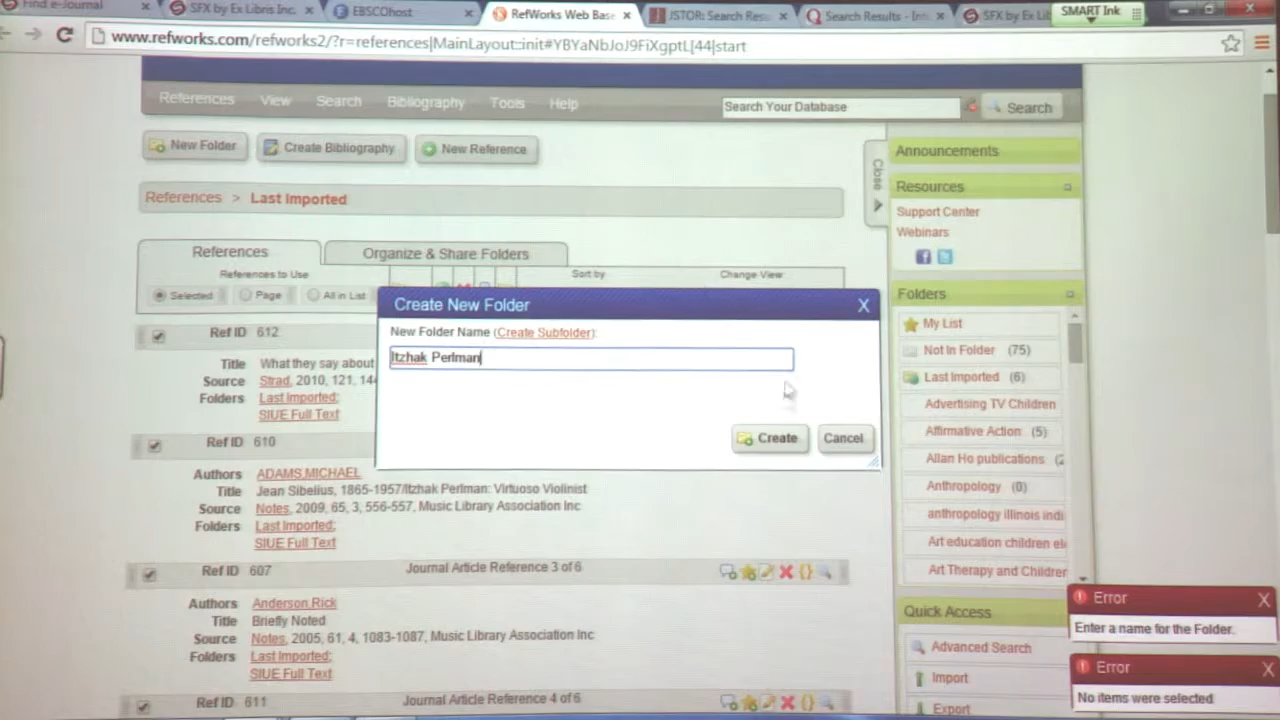 Find e-Journal
SFX by Ex Libris Inc.
EBSCOhost
RefWorks Web Base
JSTOR: Search Resu
Search Results - Inte
SFX by Ex Lib
SMART Ink
www.refworks.com/refworks2/?r=references|MainLayout::init#YBYaNbJoJ9FiXgptL[44|start
References View Search Bibliography Tools Help
Search Your Database
Search
New Folder
Create Bibliography
New Reference
References > Last Imported
References
Organize & Share Folders
References to Use
Sort by
Change View:
Selected
Page
All in List
Create New Folder X
New Folder Name (Create Subfolder):
Itzhak Perlman
Create
Cancel
Ref ID 612
Title What they say about
Source Strad, 2010, 121, 14
Folders Last Imported;
SIUE Full Text
Ref ID 610
Authors ADAMS,MICHAEL
Title Jean Sibelius, 1865-1957/Itzhak Perlman: Virtuoso Violinist
Source Notes, 2009, 65, 3, 556-557, Music Library Association Inc
Folders Last Imported;
SIUE Full Text
Ref ID 607 Journal Article Reference 3 of 6
Authors Anderson,Rick
Title Briefly Noted
Source Notes, 2005, 61, 4, 1083-1087, Music Library Association Inc
Folders Last Imported;
SIUE Full Text
Ref ID 611 Journal Article Reference 4 of 6
Close
Announcements
Resources
Support Center
Webinars
Folders
My List
Not In Folder (75)
Last Imported (6)
Advertising TV Children
Affirmative Action (5)
Allan Ho publications (2
Anthropology (0)
anthropology illinois indi
Art education children ele
Art Therapy and Children
Quick Access
Advanced Search
Import
Export
Error X
Enter a name for the Folder.
Error X
No items were selected